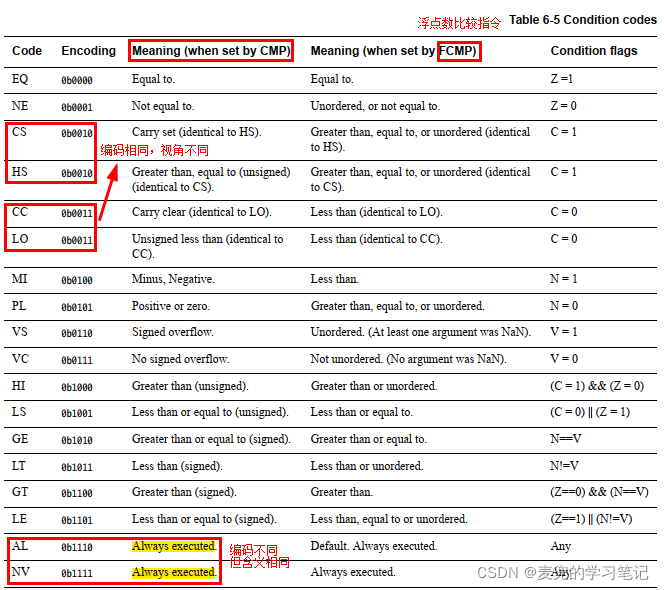 浮点数比较指令 Table 6-5 Condition codes
Code Encoding Meaning (when set by CMP) Meaning (when set by FCMP) Condition flags
EQ 0b0000 Equal to. Equal to. Z =1
NE 0b0001 Not equal to. Unordered, or not equal to. Z = 0
CS 0b0010 Carry set (identical to HS). Greater than, equal to, or unordered (identical C = 1
to HS).
编码相同，视角不同
HS 0b0010 Greater than, equal to (unsigned) Greater than, equal to, or unordered (identical C = 1
(identical to CS). to CS).
CC 0b0011 Carry clear (identical to LO). Less than (identical to LO). C = 0
LO 0b0011 Unsigned less than (identical to Less than (identical to CC). C = 0
CC).
MI 0b0100 Minus, Negative. Less than. N = 1
PL 0b0101 Positive or zero. Greater than, equal to, or unordered. N = 0
VS 0b0110 Signed overflow. Unordered. (At least one argument was NaN). V = 1
VC 0b0111 No signed overflow. Not unordered. (No argument was NaN). V = 0
HI 0b1000 Greater than (unsigned). Greater than or unordered. (C = 1) && (Z = 0)
LS 0b1001 Less than or equal to (unsigned). Less than or equal to. (C = 0) || (Z = 1)
GE 0b1010 Greater than or equal to (signed). Greater than or equal to. N==V
LT 0b1011 Less than (signed). Less than or unordered. N!=V
GT 0b1100 Greater than (signed). Greater than. (Z==0) && (N==V)
LE 0b1101 Less than or equal to (signed). Less than, equal to or unordered. (Z==1) || (N!=V)
AL 0b1110 Always executed. 编码不同 Default. Always executed. Any
但含义相同
NV 0b1111 Always executed. Always executed. Any
CSDN @麦兜的学习笔记